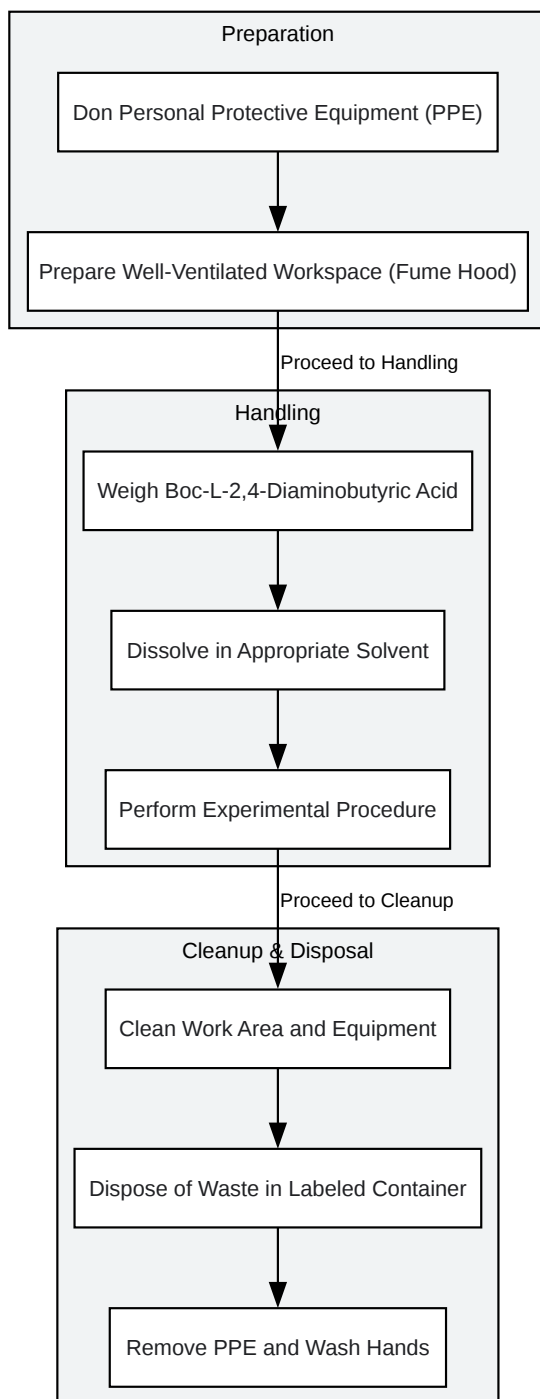 Preparation
Don Personal Protective Equipment (PPE)
Prepare Well-Ventilated Workspace (Fume Hood)
Proceed to Handling
Handling
Weigh Boc-L-2,4-Diaminobutyric Acid
Dissolve in Appropriate Solvent
Perform Experimental Procedure
Proceed to Cleanup
Cleanup & Disposal
Clean Work Area and Equipment
Dispose of Waste in Labeled Container
Remove PPE and Wash Hands